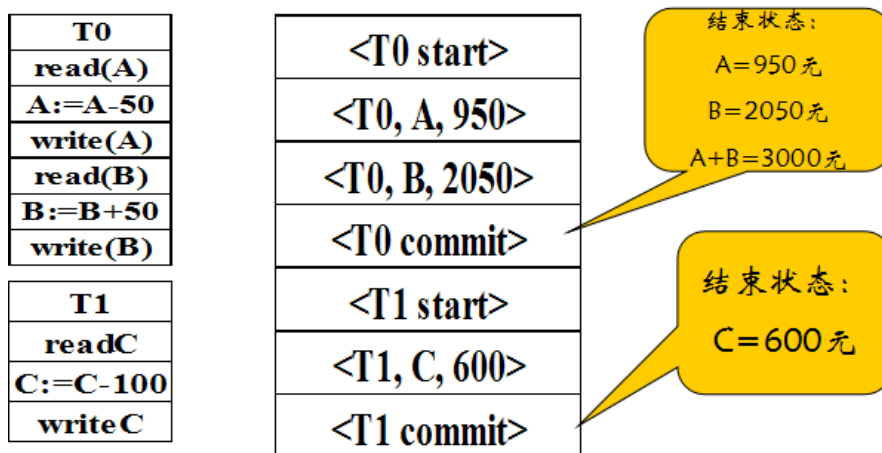 T0
read(A)
A:=A-50
write(A)
read(B)
B:=B+50
write(B)
T1
readC
C:=C-100
writeC
<T0 start>
<T0, A, 950>
<T0, B, 2050>
<T0 commit>
<T1 start>
<T1, C, 600>
<T1 commit>
结束状态：
A=950元
B=2050元
A+B=3000元
结束状态：
C=600元